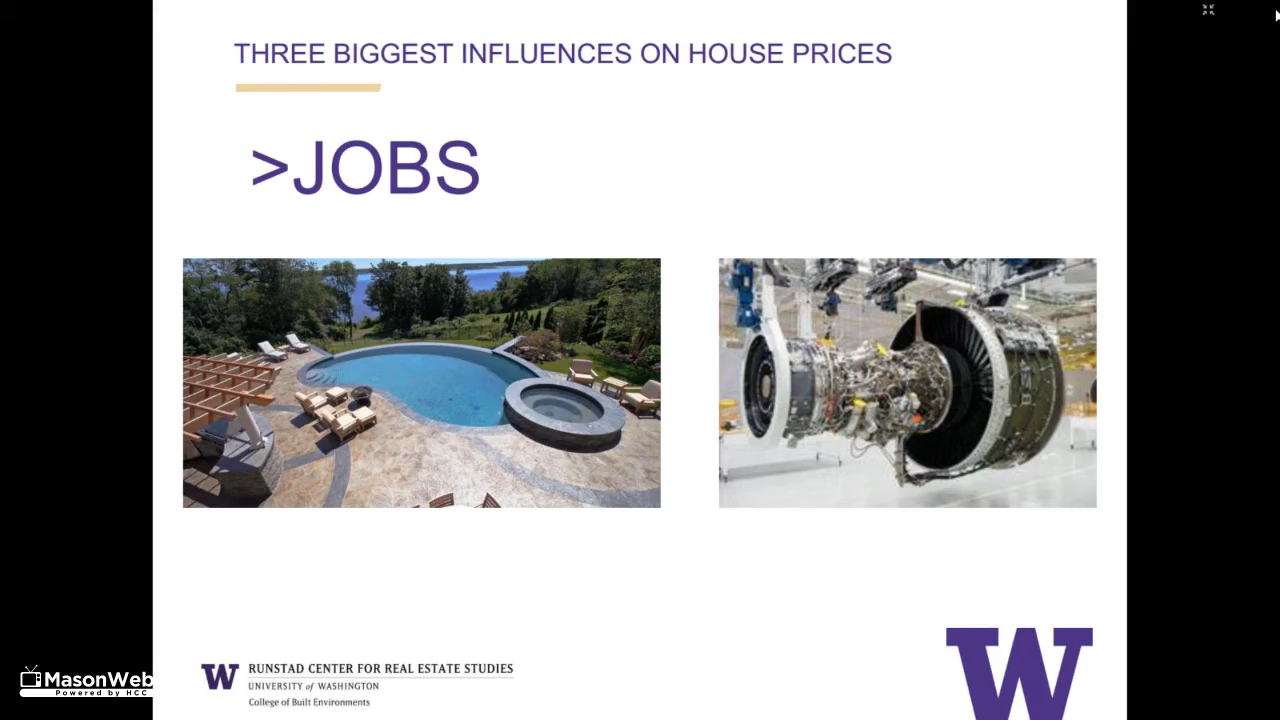 THREE BIGGEST INFLUENCES ON HOUSE PRICES
>JOBS
W RUNSTAD CENTER FOR REAL ESTATE STUDIES
UNIVERSITY of WASHINGTON
College of Built Environments
W
MasonWeb
Powered by HCC